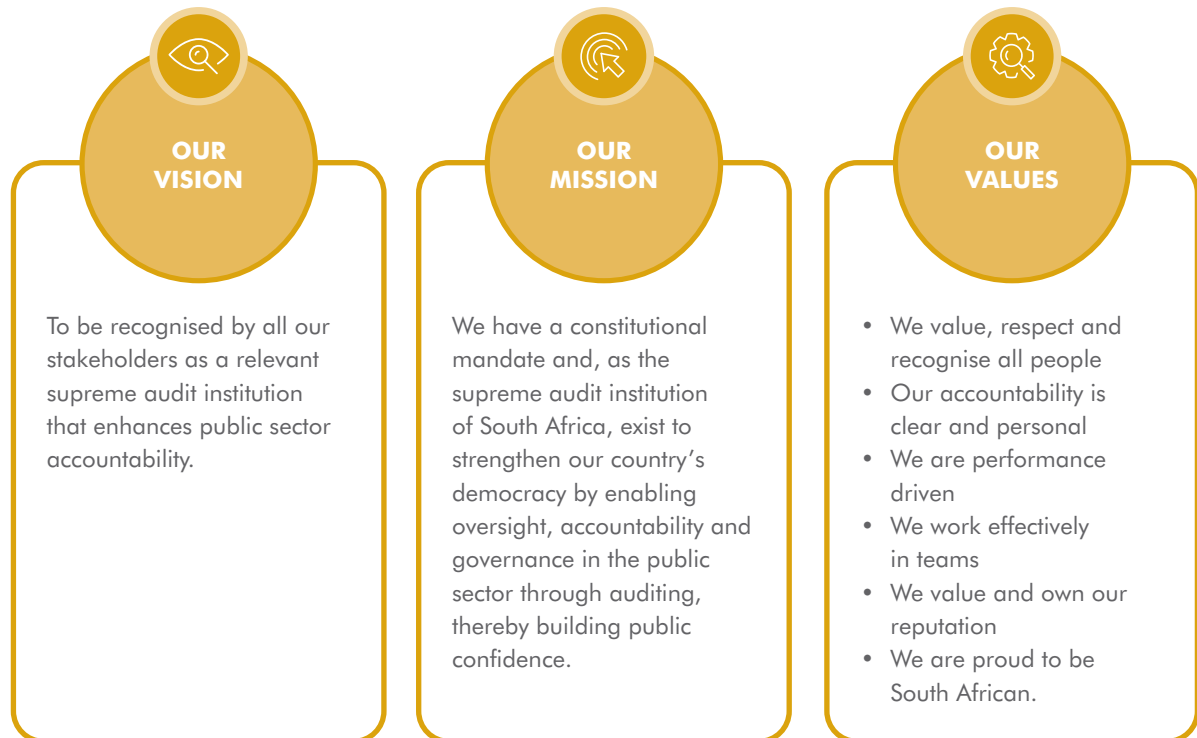 OUR
VISION
To be recognised by all our
stakeholders as a relevant
supreme audit institution
that enhances public sector
accountability.
OUR
MISSION
We have a constitutional
mandate and, as the
supreme audit institution
of South Africa, exist to
strengthen our country’s
democracy by enabling
oversight, accountability and
governance in the public
sector through auditing,
thereby building public
confidence.
OUR
VALUES
• We value, respect and
recognise all people
• Our accountability is
clear and personal
• We are performance
driven
• We work effectively
in teams
• We value and own our
reputation
• We are proud to be
South African.